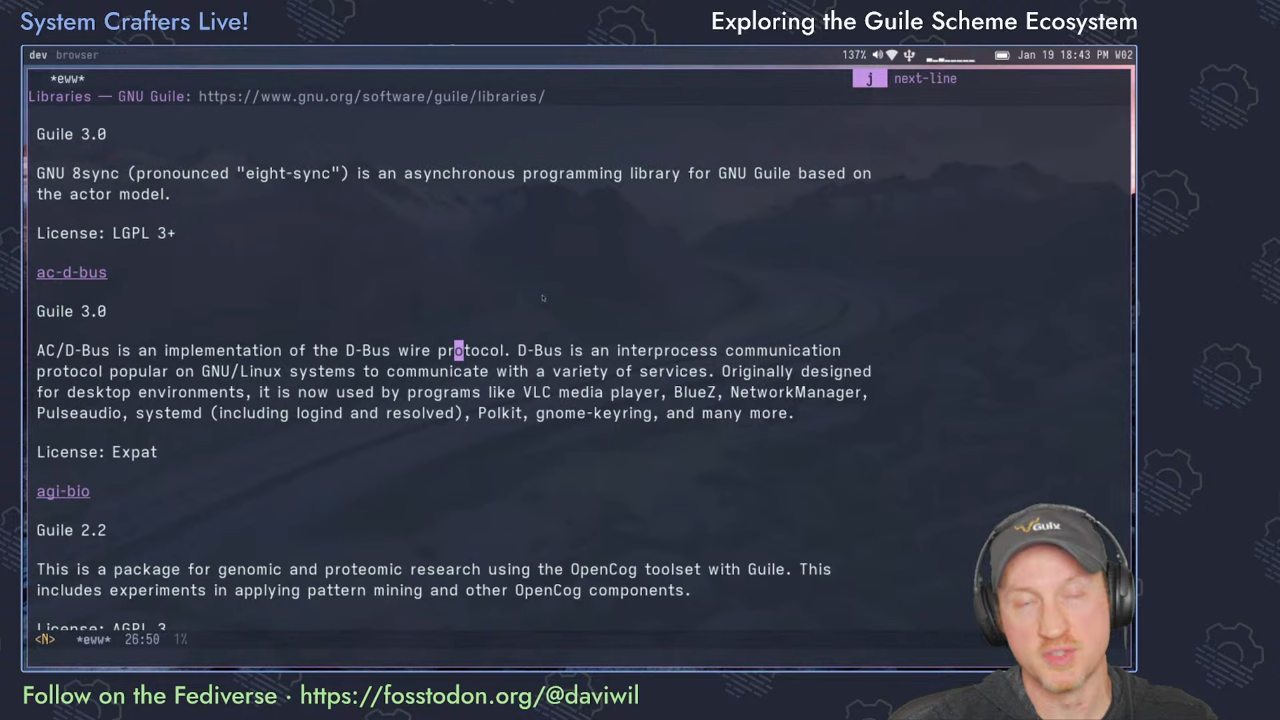 System Crafters Live!
Exploring the Guile Scheme Ecosystem
dev browser
137% Jan 19 18:43 PM W02
*eww*
j next-line
Libraries — GNU Guile: https://www.gnu.org/software/guile/libraries/
Guile 3.0
GNU 8sync (pronounced "eight-sync") is an asynchronous programming library for GNU Guile based on
the actor model.
License: LGPL 3+
ac-d-bus
Guile 3.0
AC/D-Bus is an implementation of the D-Bus wire protocol. D-Bus is an interprocess communication
protocol popular on GNU/Linux systems to communicate with a variety of services. Originally designed
for desktop environments, it is now used by programs like VLC media player, BlueZ, NetworkManager,
Pulseaudio, systemd (including logind and resolved), Polkit, gnome-keyring, and many more.
License: Expat
agi-bio
Guile 2.2
This is a package for genomic and proteomic research using the OpenCog toolset with Guile. This
includes experiments in applying pattern mining and other OpenCog components.
License: AGPL 3
<N> *eww* 26:50 1%
Guix
Follow on the Fediverse · https://fosstodon.org/@daviwil